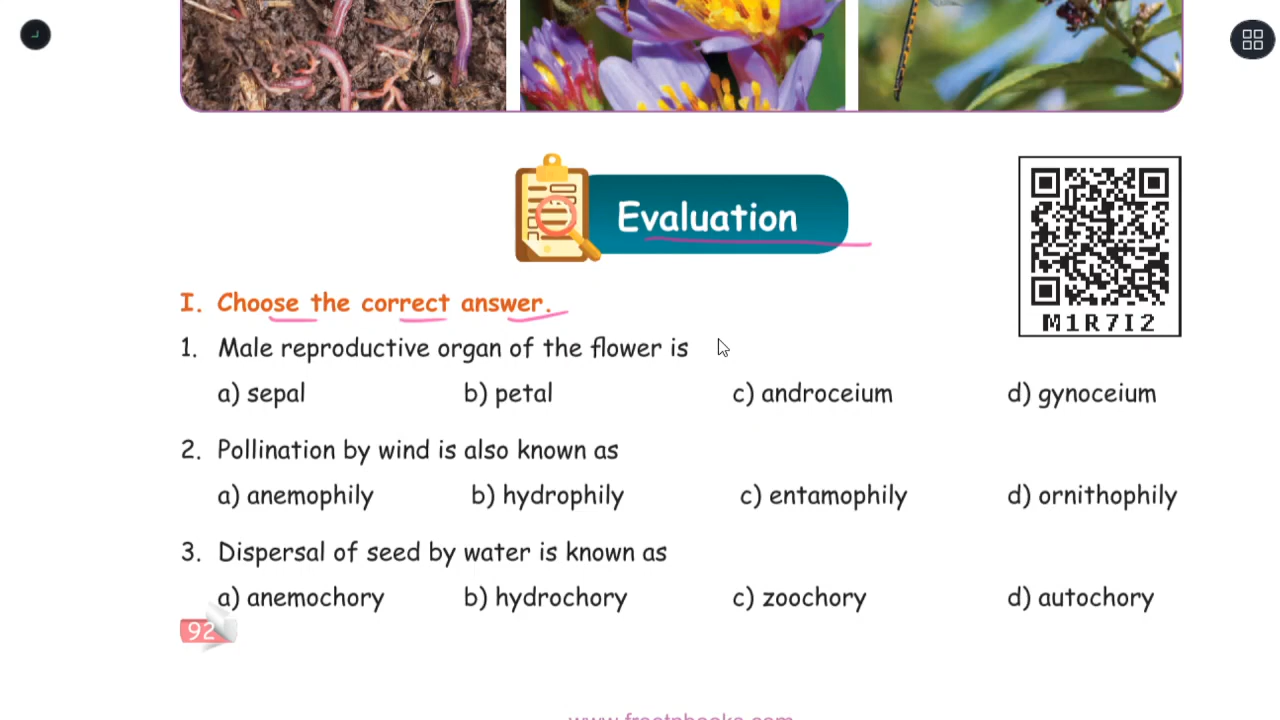 Evaluation
M1R7I2
I. Choose the correct answer.
1. Male reproductive organ of the flower is
a) sepal b) petal c) androceium d) gynoceium
2. Pollination by wind is also known as
a) anemophily b) hydrophily c) entamophily d) ornithophily
3. Dispersal of seed by water is known as
a) anemochory b) hydrochory c) zoochory d) autochory
92